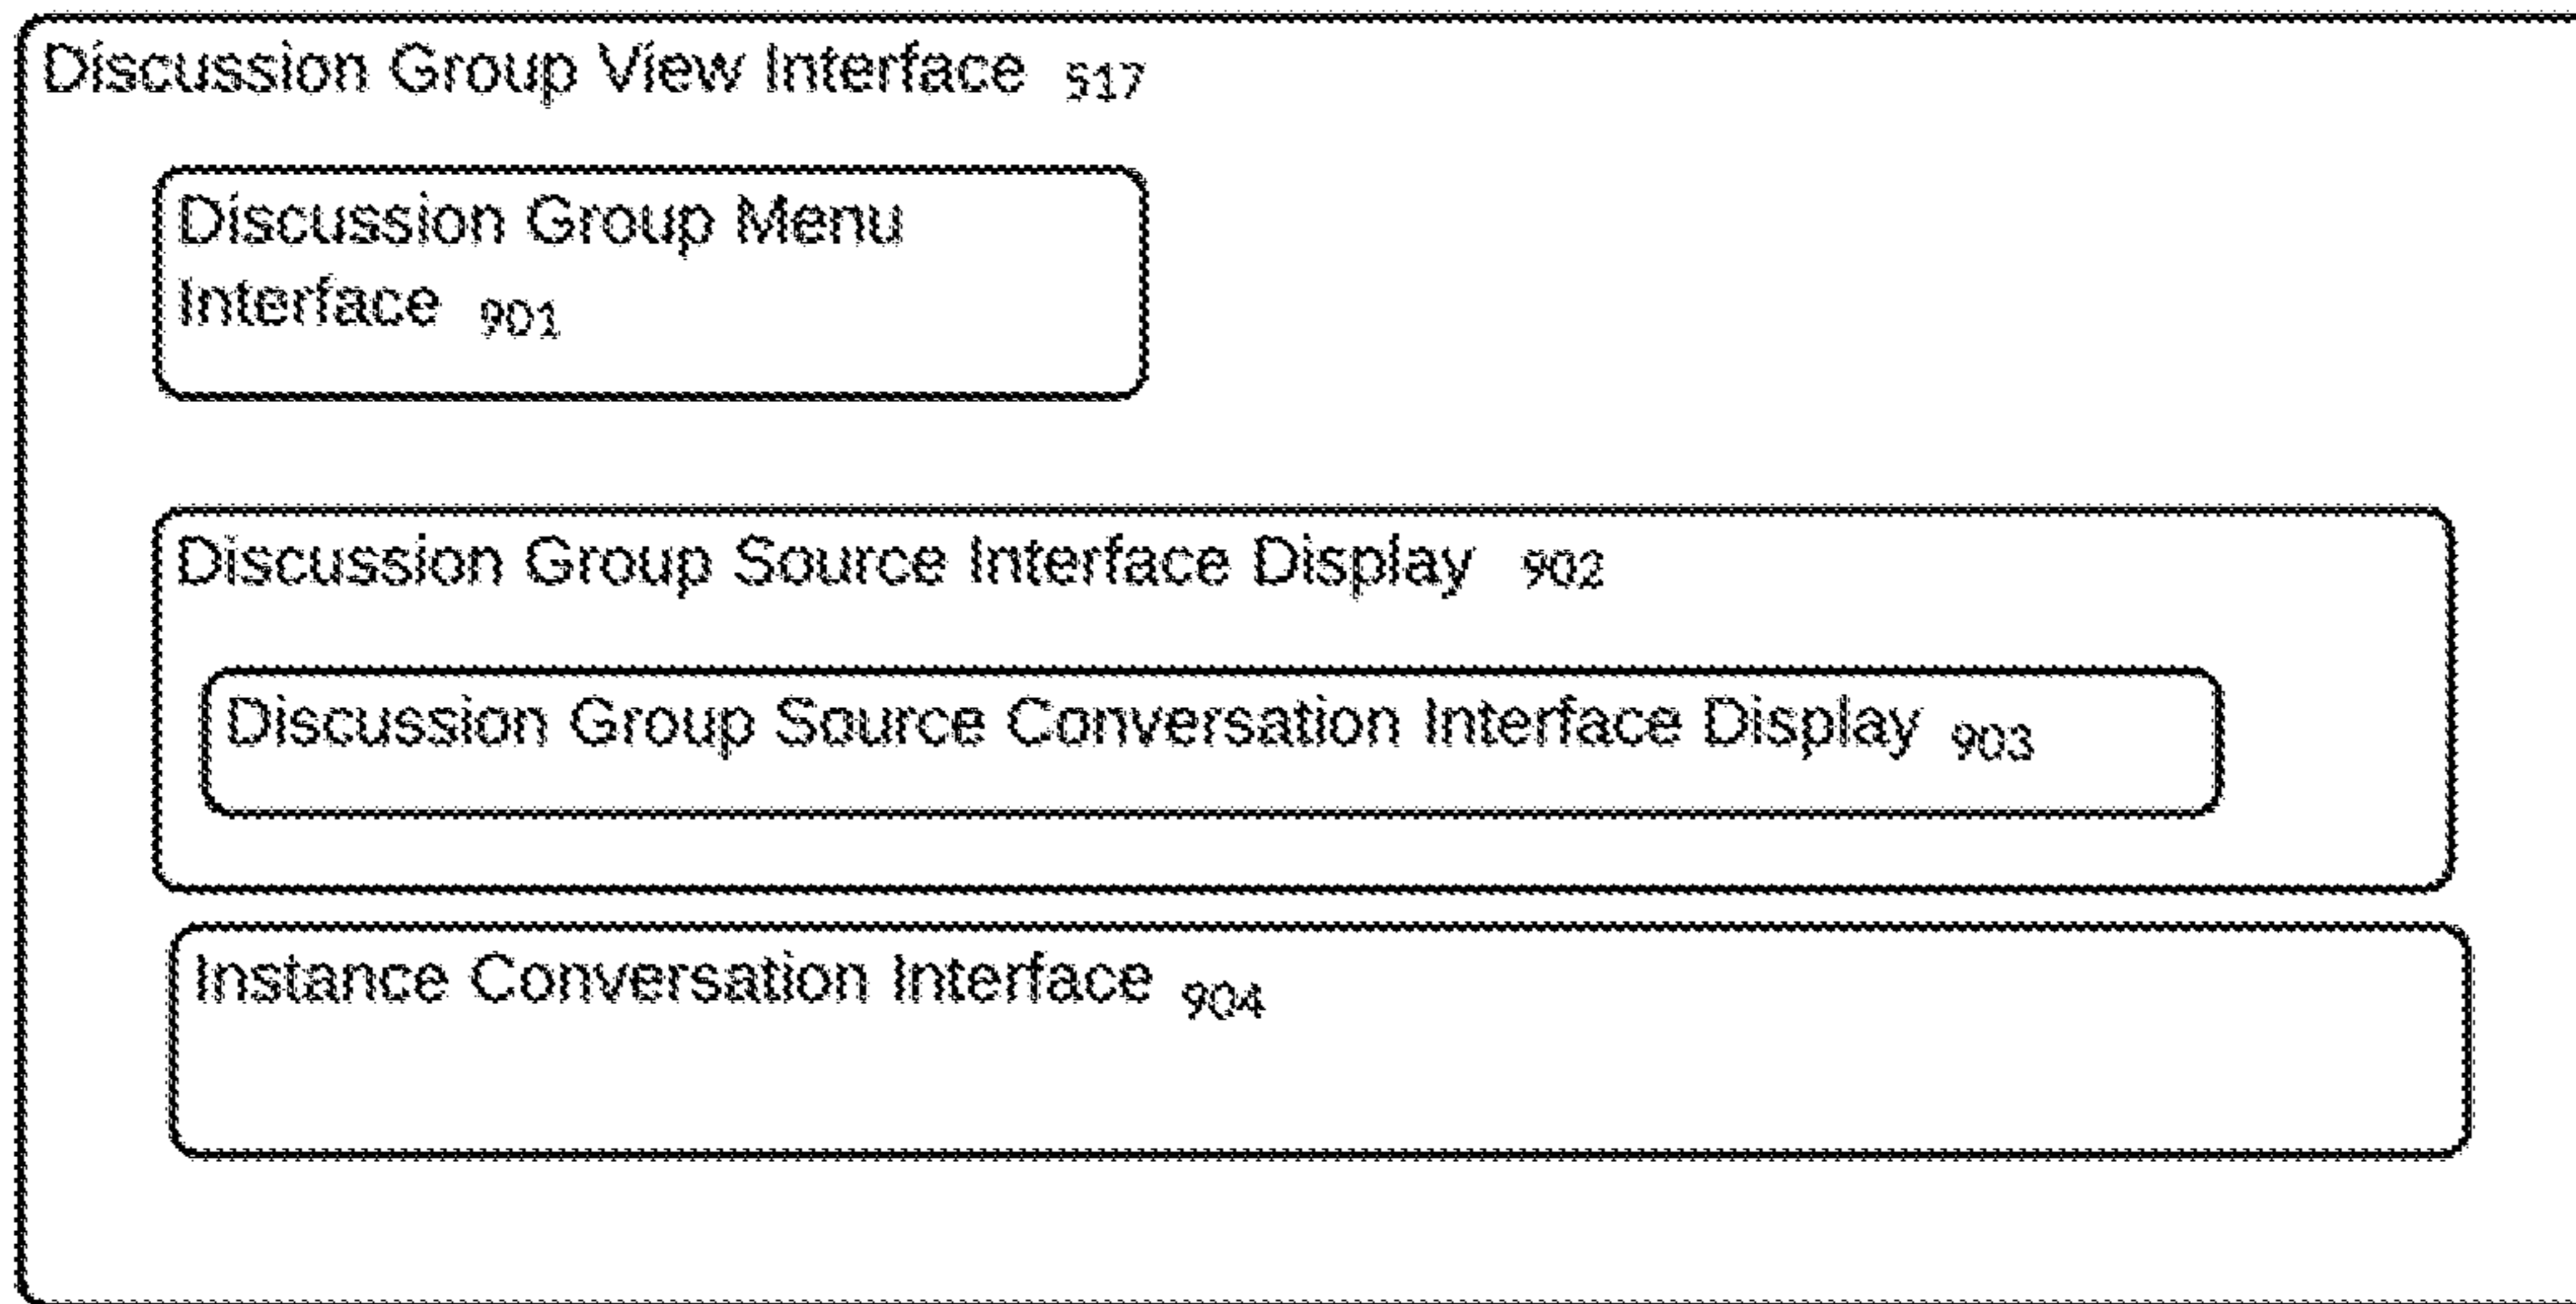 Discussion Group View Interface 517
Discussion Group Menu
Interface 901
Discussion Group Source Interface Display 902
Discussion Group Source Conversation Interface Display 903
Instance Conversation Interface 904